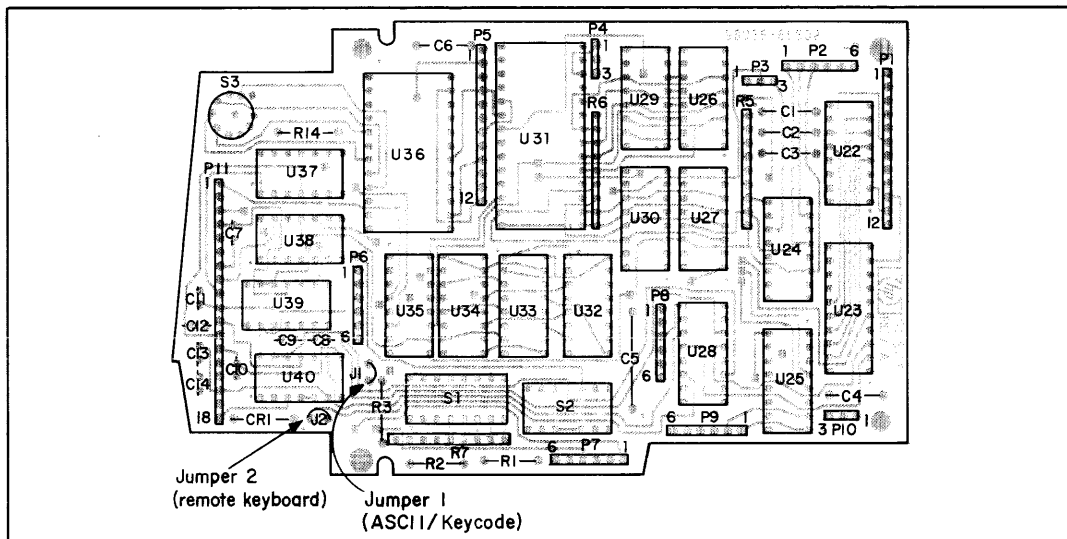 C6
P5
1
12
P4
1
3
S3
R14
P11
1
18
U37
U38
U39
U40
U36
U31
R6
U29
U26
U30
U27
P3
1
3
1 P2 6
P1
1
12
R5
C1
C2
C3
U22
U24
U23
C7
C11
C12
C13
C14
C10
C9
C8
P6
1
6
U35
U34
U33
U32
C5
P8
1
6
U28
U25
C4
3 P10 1
6 P9 1
J1
J2
CR1
R3
S1
S2
R7
R2
R1
6 P7 1
Jumper 2
(remote keyboard)
Jumper 1
(ASCII/Keycode)